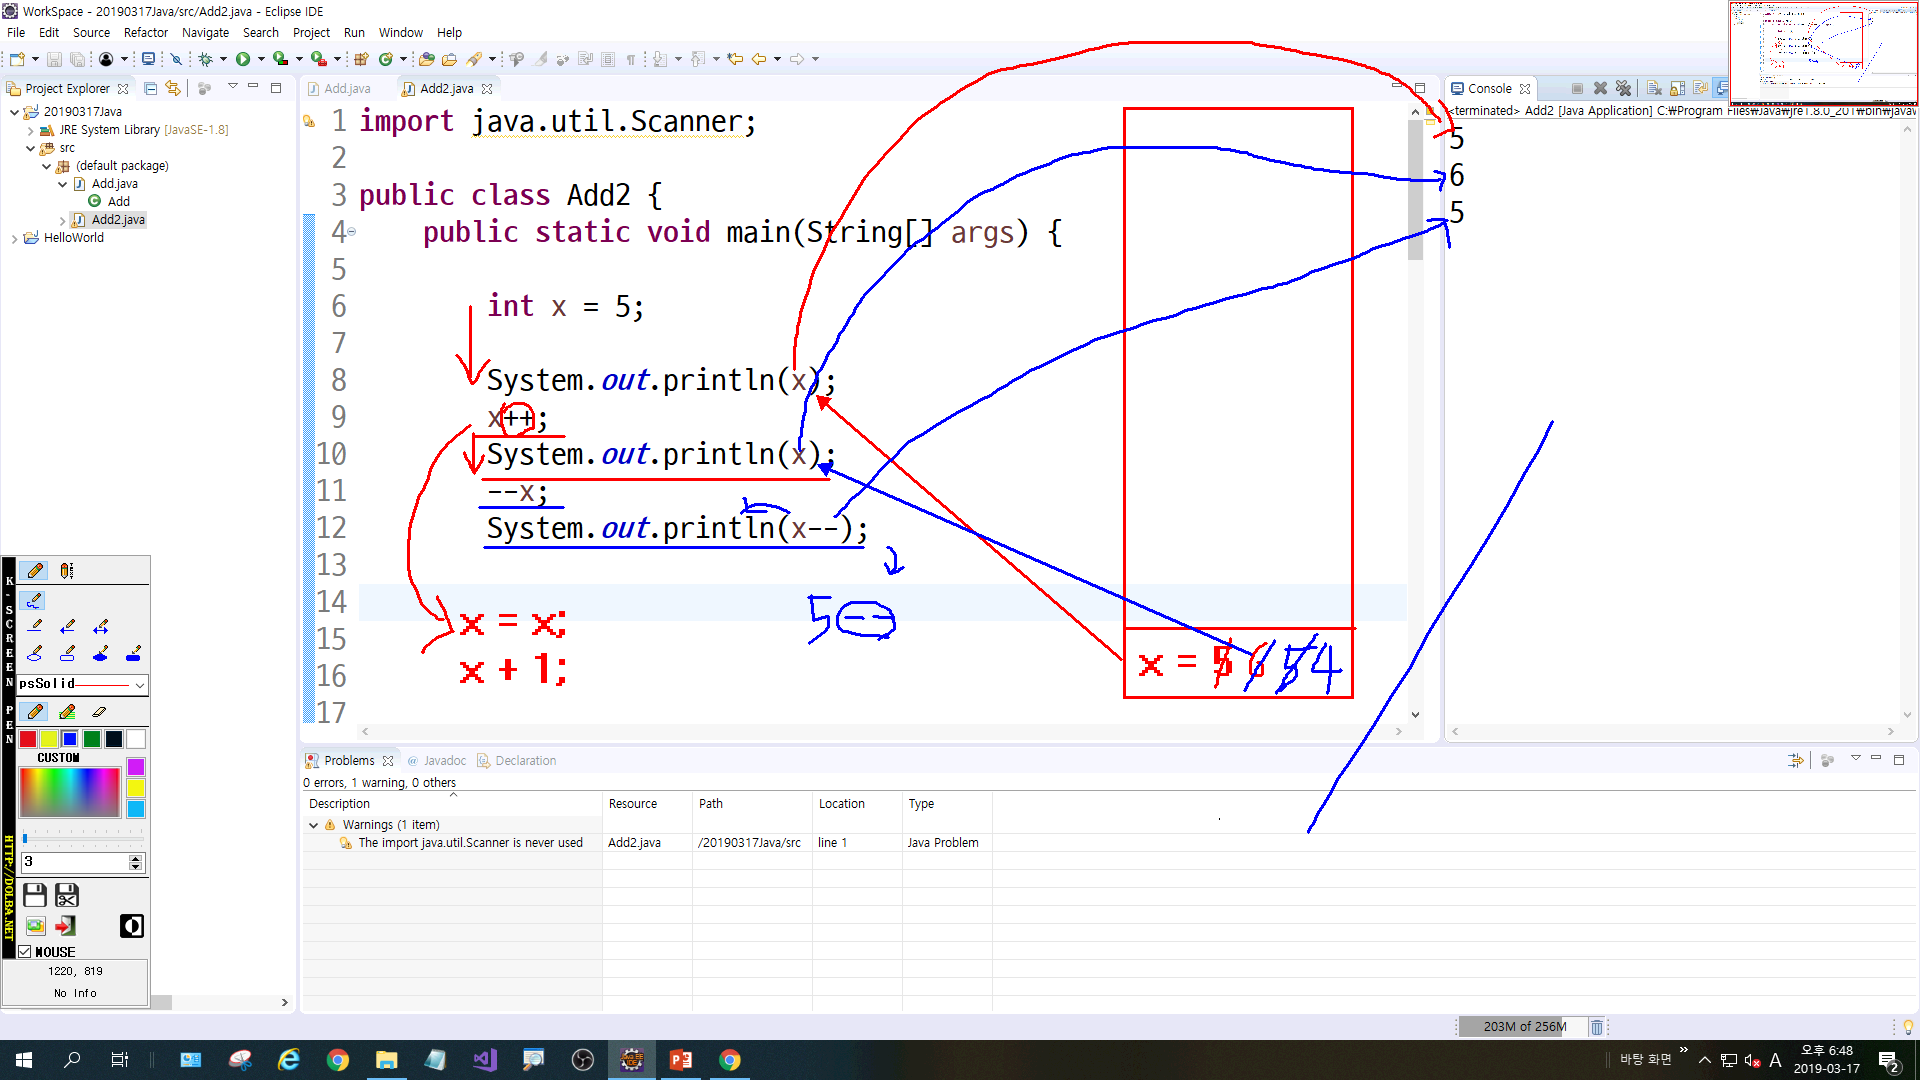 WorkSpace - 20190317Java/src/Add2.java - Eclipse IDE
File Edit Source Refactor Navigate Search Project Run Window Help
Project Explorer
20190317Java
JRE System Library [JavaSE-1.8]
src
(default package)
Add.java
Add
Add2.java
HelloWorld
Add.java Add2.java
1 import java.util.Scanner;
2
3 public class Add2 {
4 public static void main(String[] args) {
5
6 int x = 5;
7
8 System.out.println(x);
9 x++;
10 System.out.println(x);
11 --x;
12 System.out.println(x--);
13
14
15
16
17
x = x;
x + 1;
5 --
x = 5 6 5 4
Console
<terminated> Add2 [Java Application] C:₩Program Files₩Java₩jre1.8.0_201₩bin₩javaw
5
6
5
K-SCREEN PEN
HTTP://DOLBA.NET
psSolid
CUSTOM
3
MOUSE
1220, 819
No Info
Problems Javadoc Declaration
0 errors, 1 warning, 0 others
Description Resource Path Location Type
Warnings (1 item)
The import java.util.Scanner is never used Add2.java /20190317Java/src line 1 Java Problem
203M of 256M
바탕 화면 » A 오후 6:48
2019-03-17
2